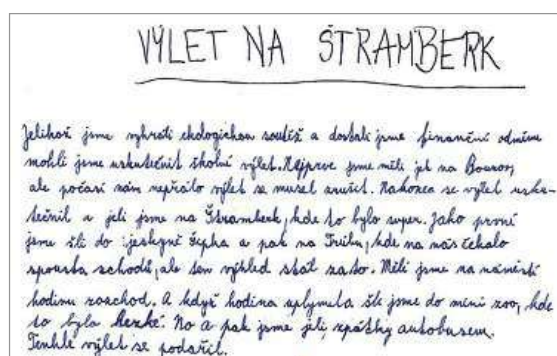 VÝLET NA ŠTRAMBERK
Jelikož jsme vyhráli ekologickou soutěž a dostali jsme finanční odměnu
mohli jsme uskutečnit školní výlet. Nejprve jsme měli jet na Bouzov,
ale počasí nám nepřálo výlet se musel zrušit. Nakonec se výlet usku-
tečnil a jeli jsme na Štramberk, kde to bylo super. Jako první
jsme šli do jeskyně Šipka a pak na Trúbu, kde na nás čekalo
spousta schodů, ale ten výhled stál za to. Měli jsme na náměstí
hodinu rozchod. A když hodina uplynula šli jsme do mini zoo, kde
to bylo hezké. No a pak jsme jeli zpátky autobusem.
Tenhle výlet se podařil.